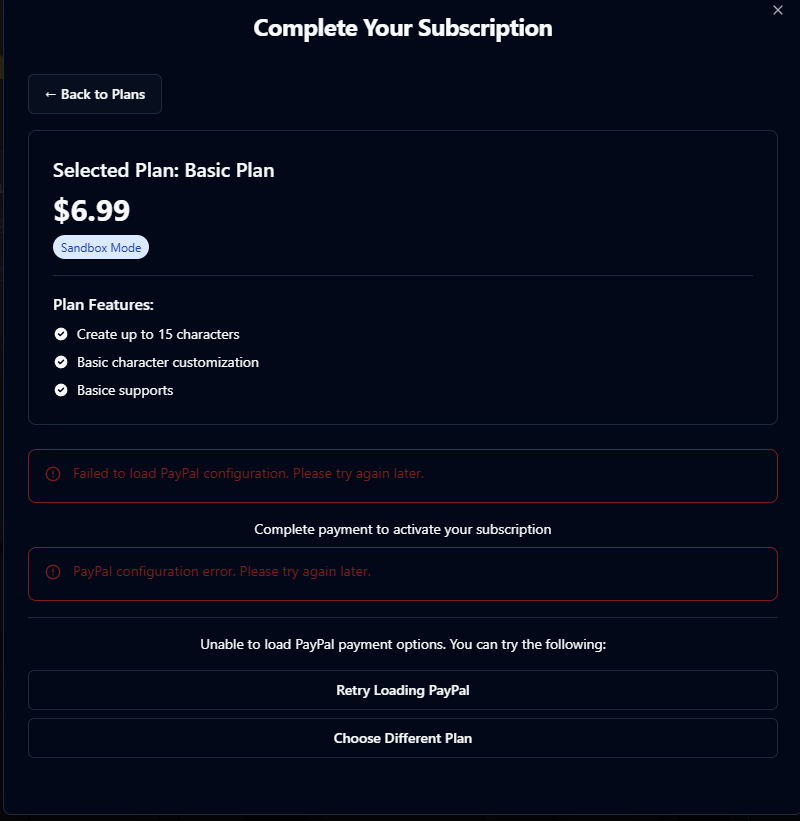 Complete Your Subscription
← Back to Plans
Selected Plan: Basic Plan
$6.99
Sandbox Mode
Plan Features:
Create up to 15 characters
Basic character customization
Basice supports
Failed to load PayPal configuration. Please try again later.
Complete payment to activate your subscription
PayPal configuration error. Please try again later.
Unable to load PayPal payment options. You can try the following:
Retry Loading PayPal
Choose Different Plan